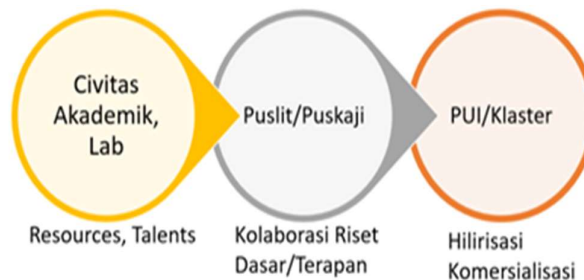 Civitas
Akademik,
Lab
Puslit/Puskaji
PUI/Klaster
Resources, Talents
Kolaborasi Riset
Dasar/Terapan
Hilirisasi
Komersialisasi